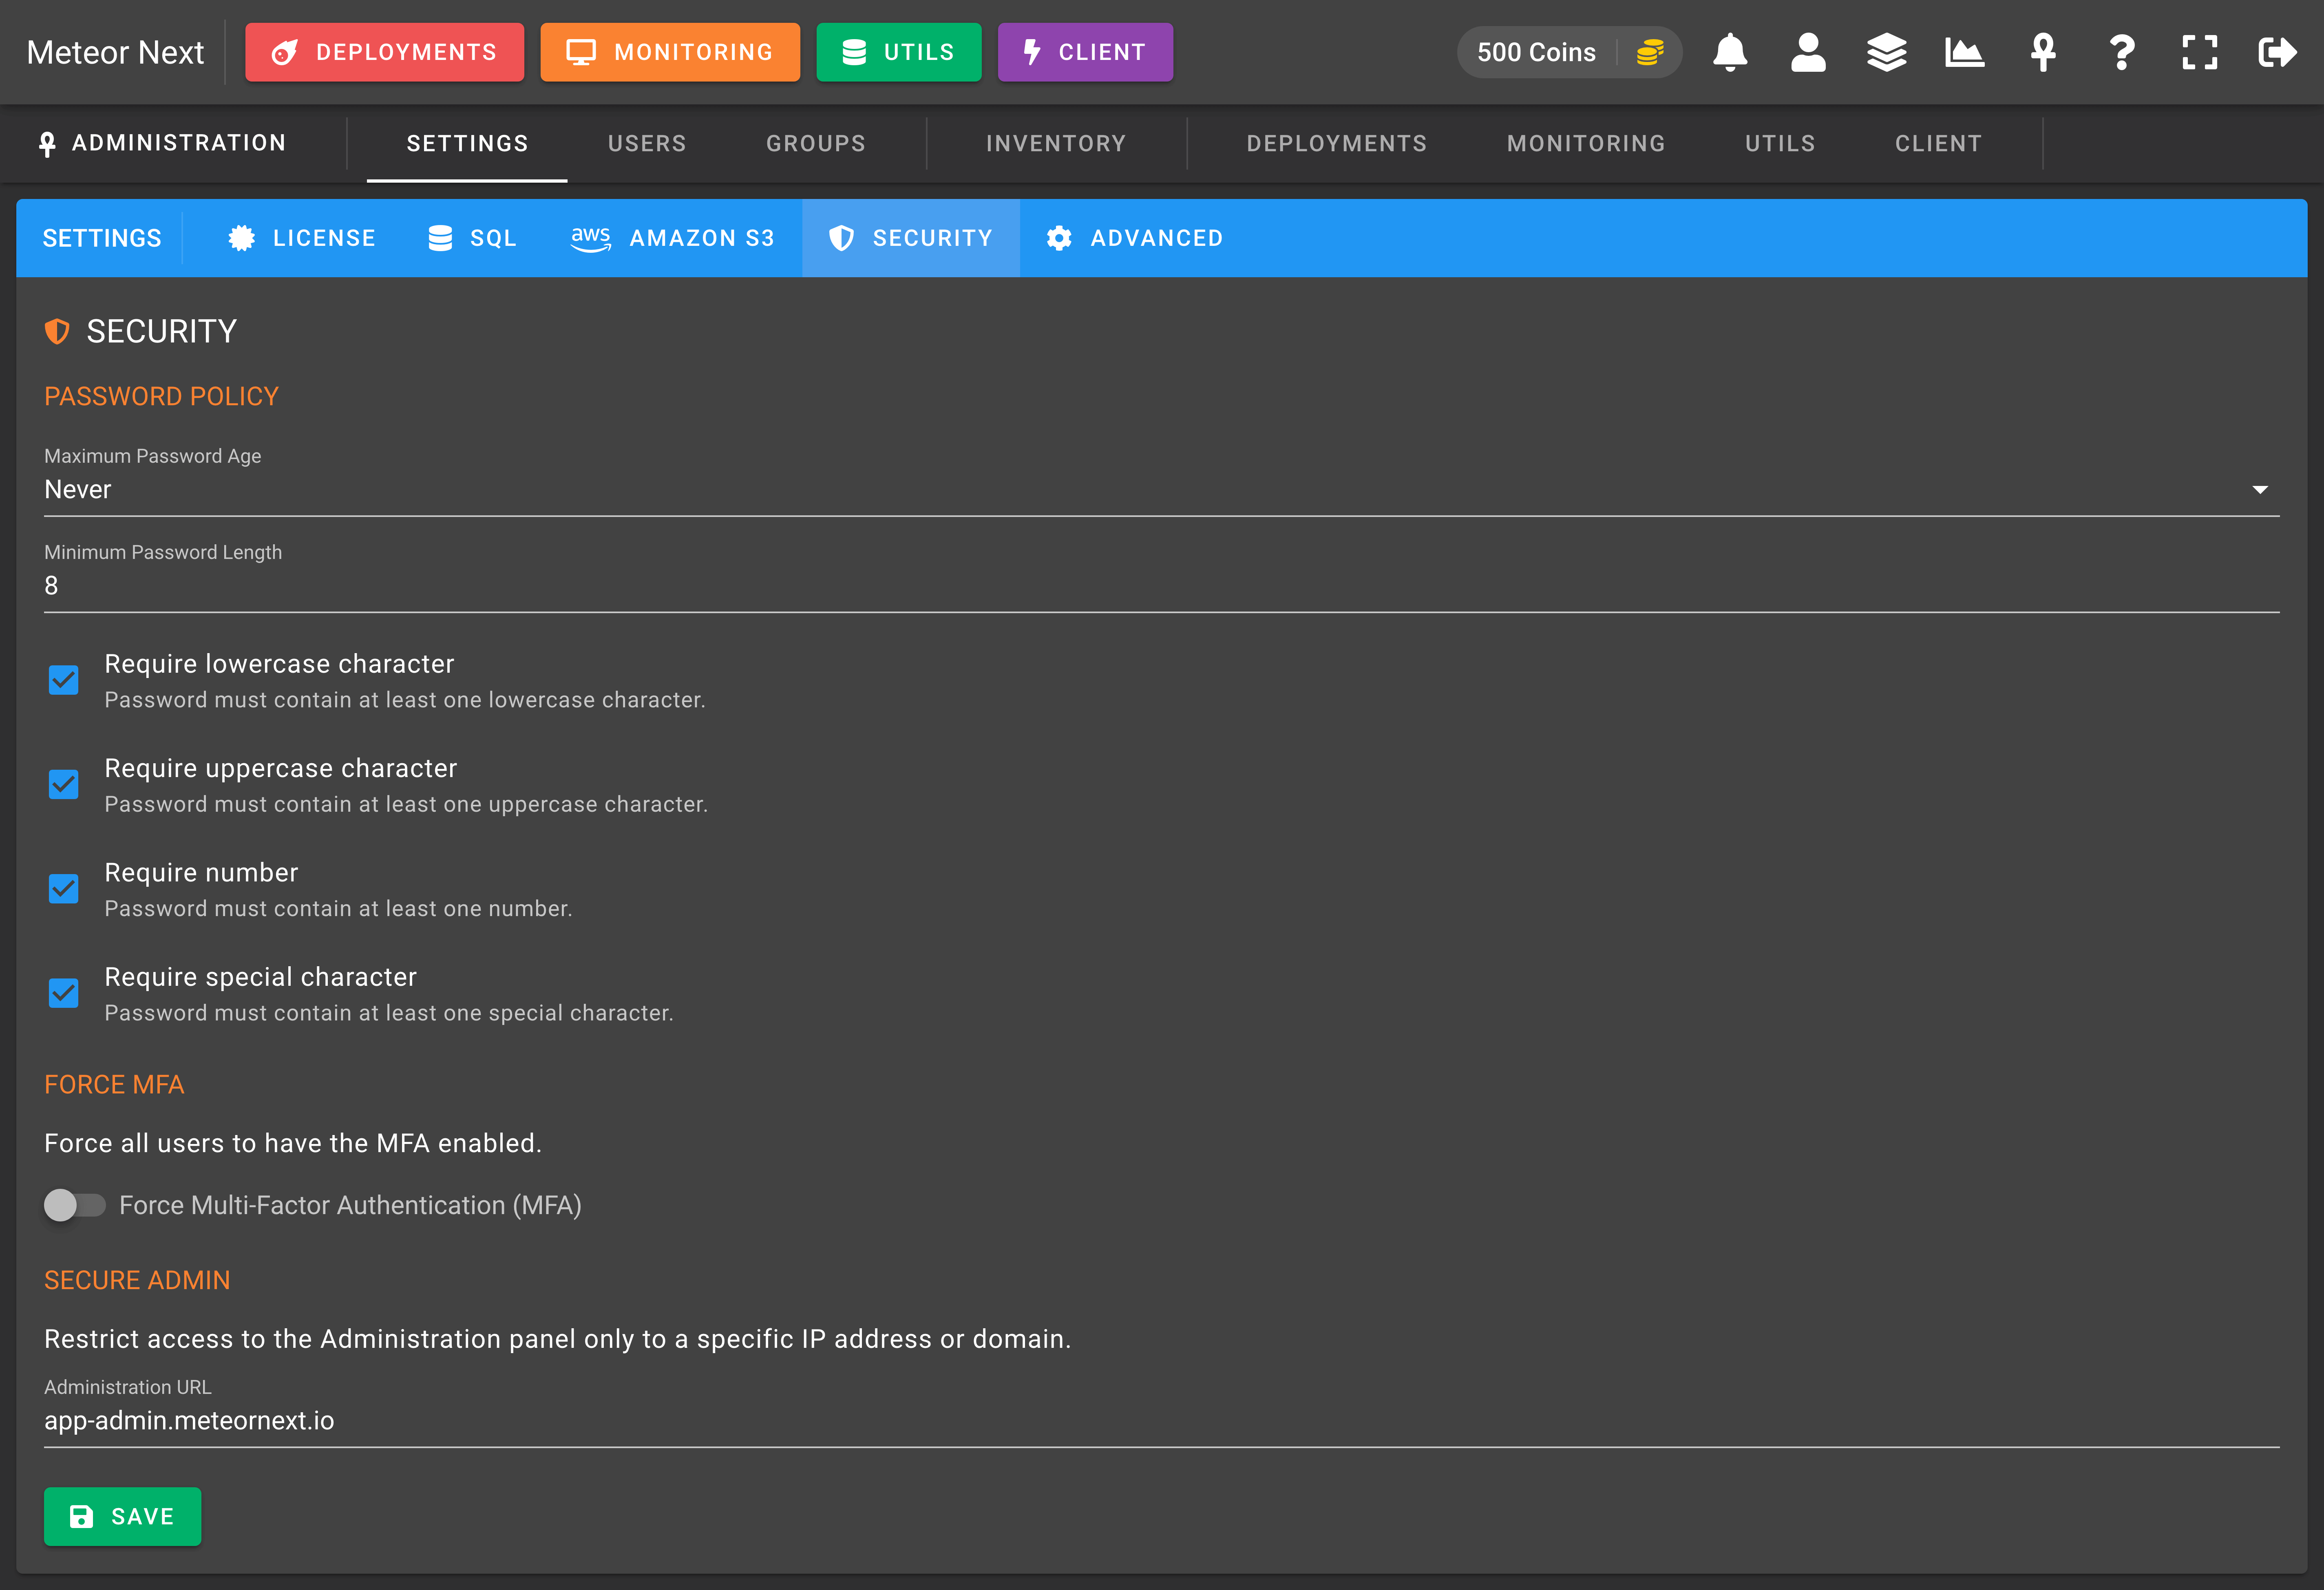 Meteor Next DEPLOYMENTS MONITORING UTILS CLIENT 500 Coins
ADMINISTRATION SETTINGS USERS GROUPS INVENTORY DEPLOYMENTS MONITORING UTILS CLIENT
SETTINGS LICENSE SQL aws AMAZON S3 SECURITY ADVANCED
SECURITY
PASSWORD POLICY
Maximum Password Age
Never
Minimum Password Length
8
Require lowercase character
Password must contain at least one lowercase character.
Require uppercase character
Password must contain at least one uppercase character.
Require number
Password must contain at least one number.
Require special character
Password must contain at least one special character.
FORCE MFA
Force all users to have the MFA enabled.
Force Multi-Factor Authentication (MFA)
SECURE ADMIN
Restrict access to the Administration panel only to a specific IP address or domain.
Administration URL
app-admin.meteornext.io
SAVE